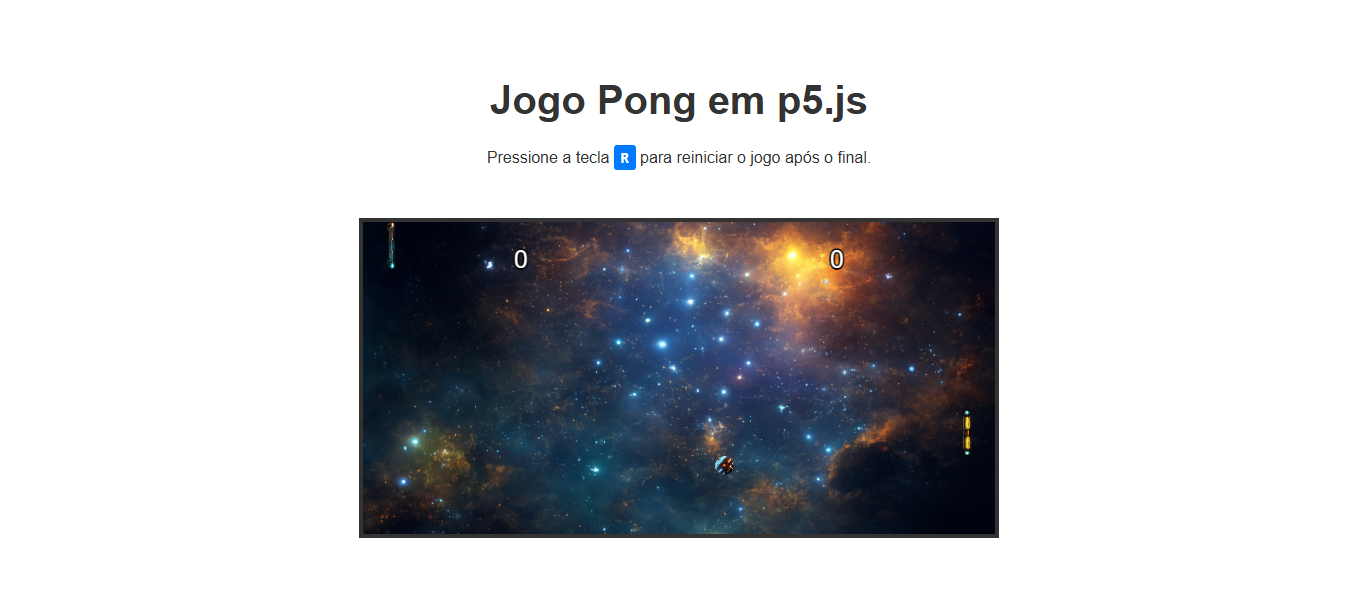 Jogo Pong em p5.js
Pressione a tecla R para reiniciar o jogo após o final.
0 0